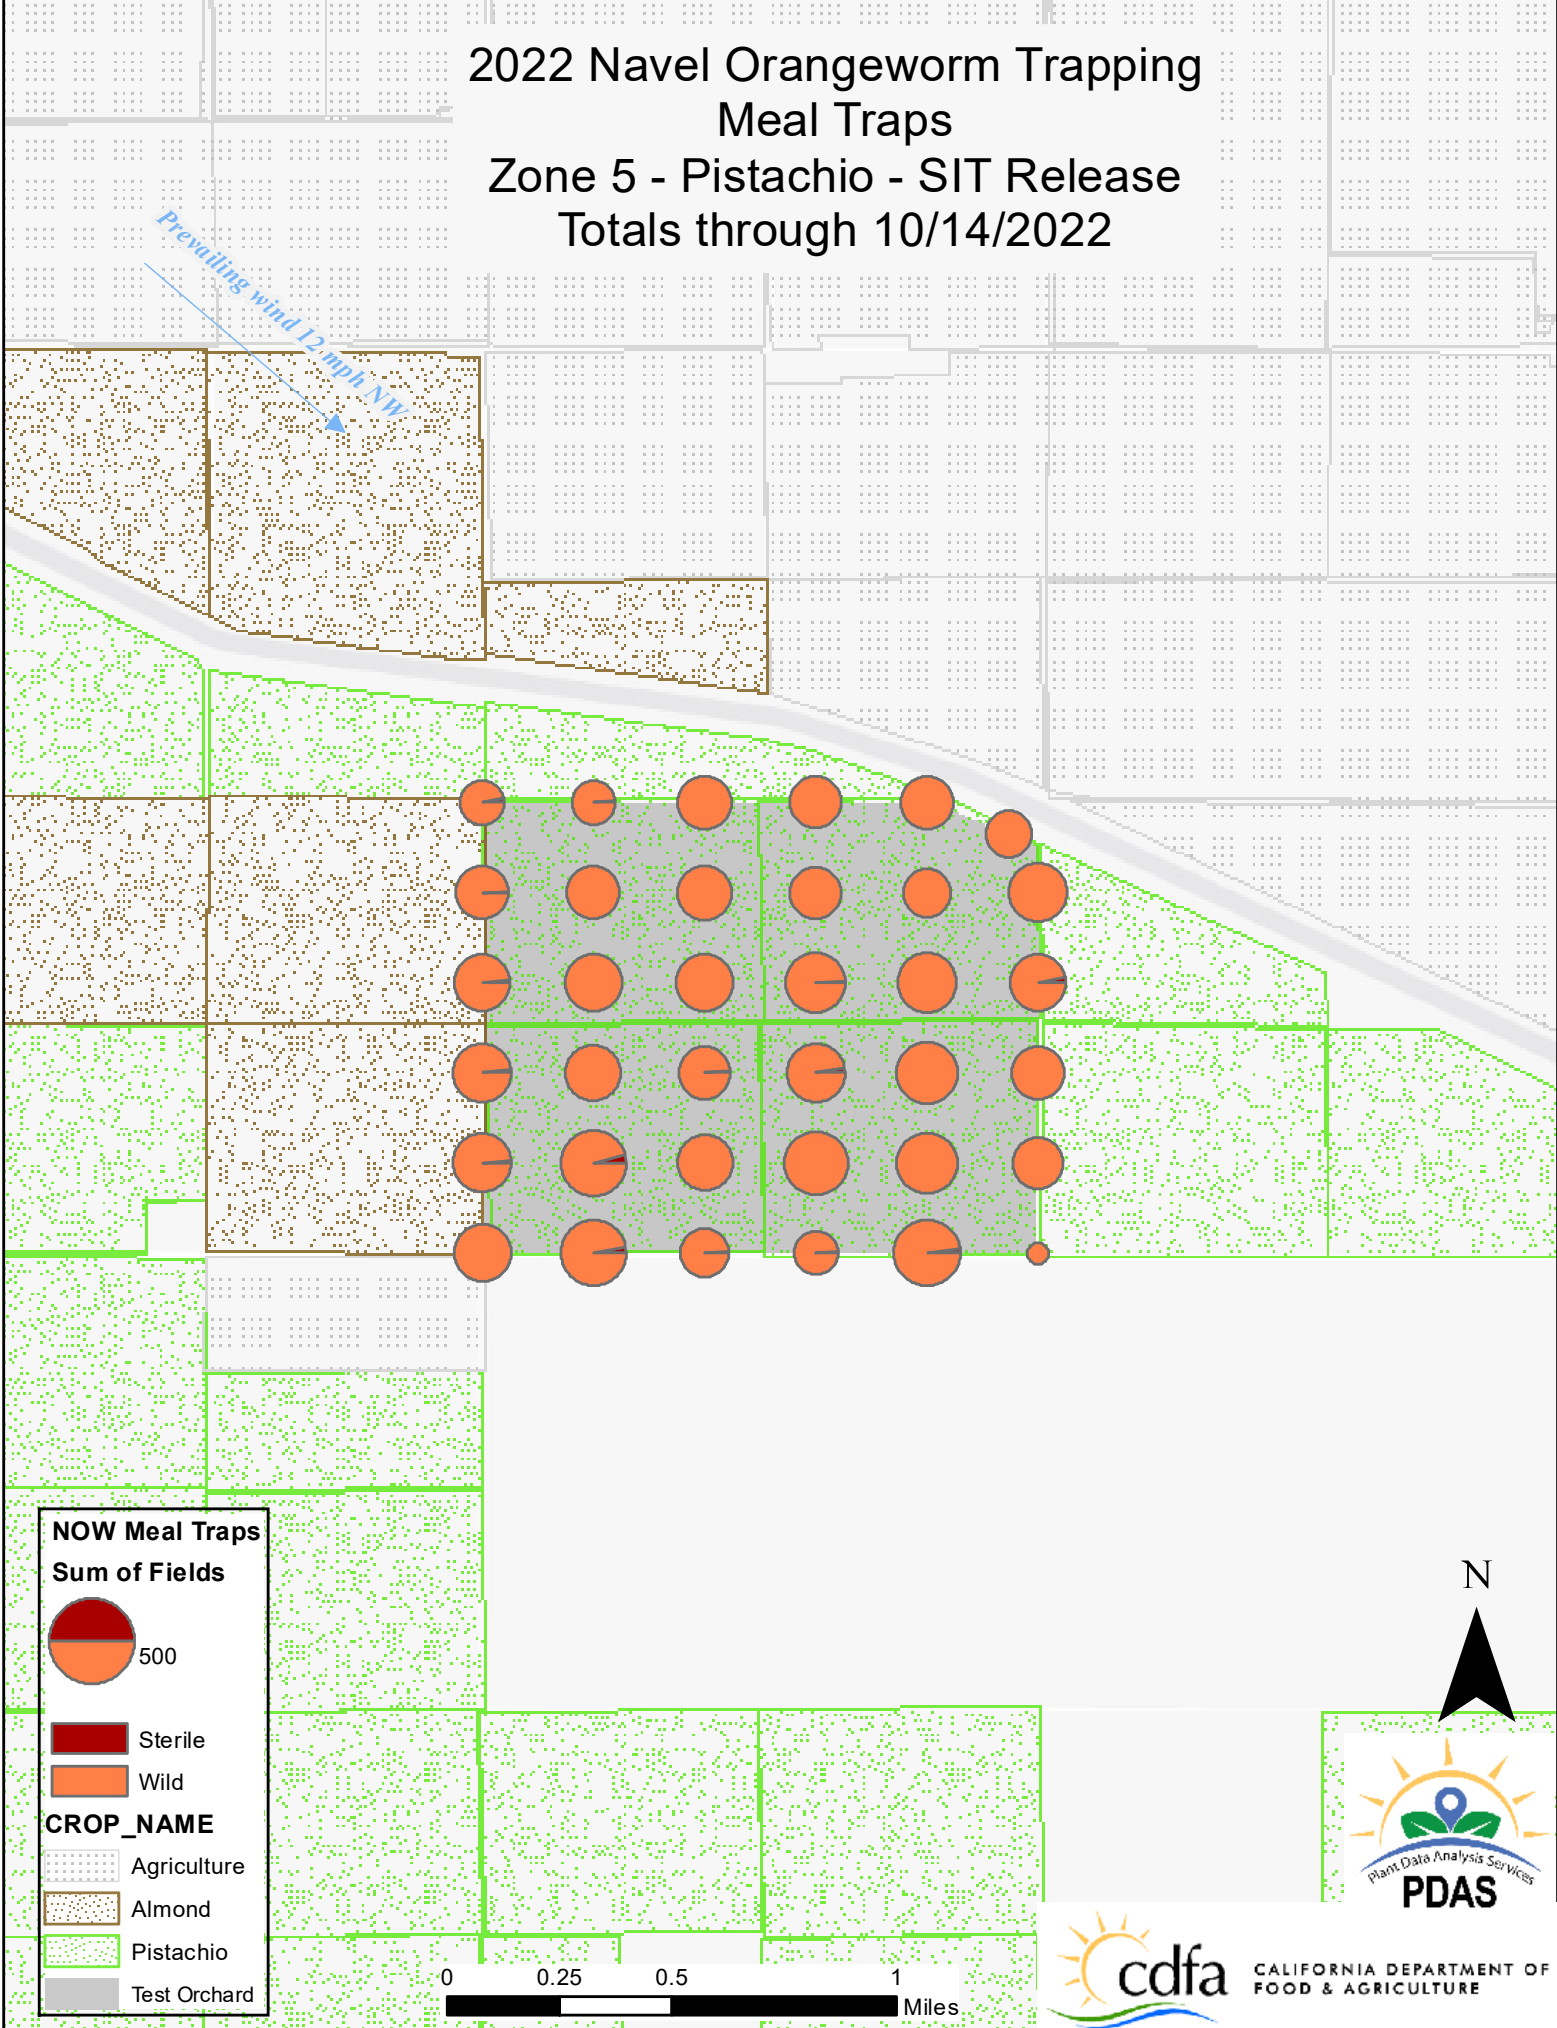 2022 Navel Orangeworm Trapping
Meal Traps
Zone 5 - Pistachio - SIT Release
Totals through 10/14/2022
Prevailing wind 12 mph NW
NOW Meal Traps
Sum of Fields
500
Sterile
Wild
CROP_NAME
Agriculture
Almond
Pistachio
Test Orchard
0 0.25 0.5 1
Miles
N
Plant Data Analysis Services
PDAS
cdfa
CALIFORNIA DEPARTMENT OF
FOOD & AGRICULTURE